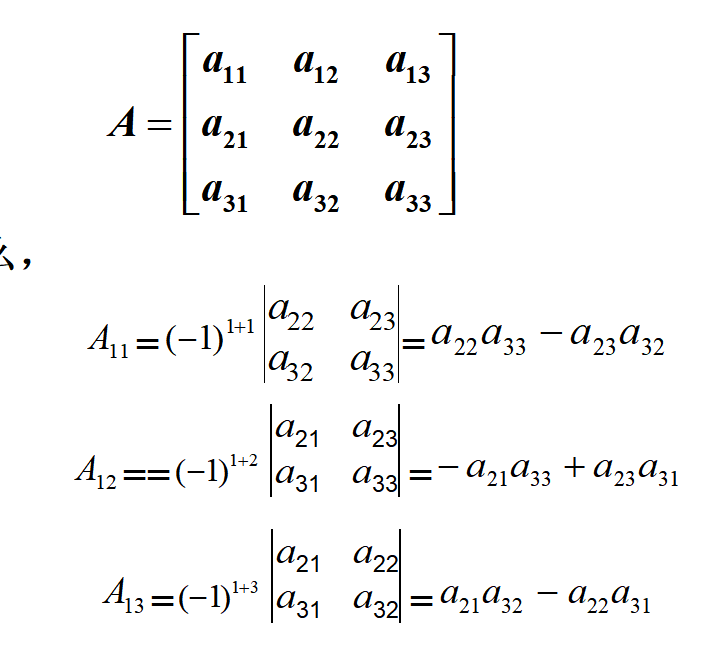 A = [ a₁₁ a₁₂ a₁₃
a₂₁ a₂₂ a₂₃
a₃₁ a₃₂ a₃₃ ]
，
A₁₁ = (−1)¹⁺¹ | a₂₂ a₂₃ | = a₂₂a₃₃ − a₂₃a₃₂
| a₃₂ a₃₃ |
A₁₂ == (−1)¹⁺² | a₂₁ a₂₃ | = − a₂₁a₃₃ + a₂₃a₃₁
| a₃₁ a₃₃ |
A₁₃ = (−1)¹⁺³ | a₂₁ a₂₂ | = a₂₁a₃₂ − a₂₂a₃₁
| a₃₁ a₃₂ |